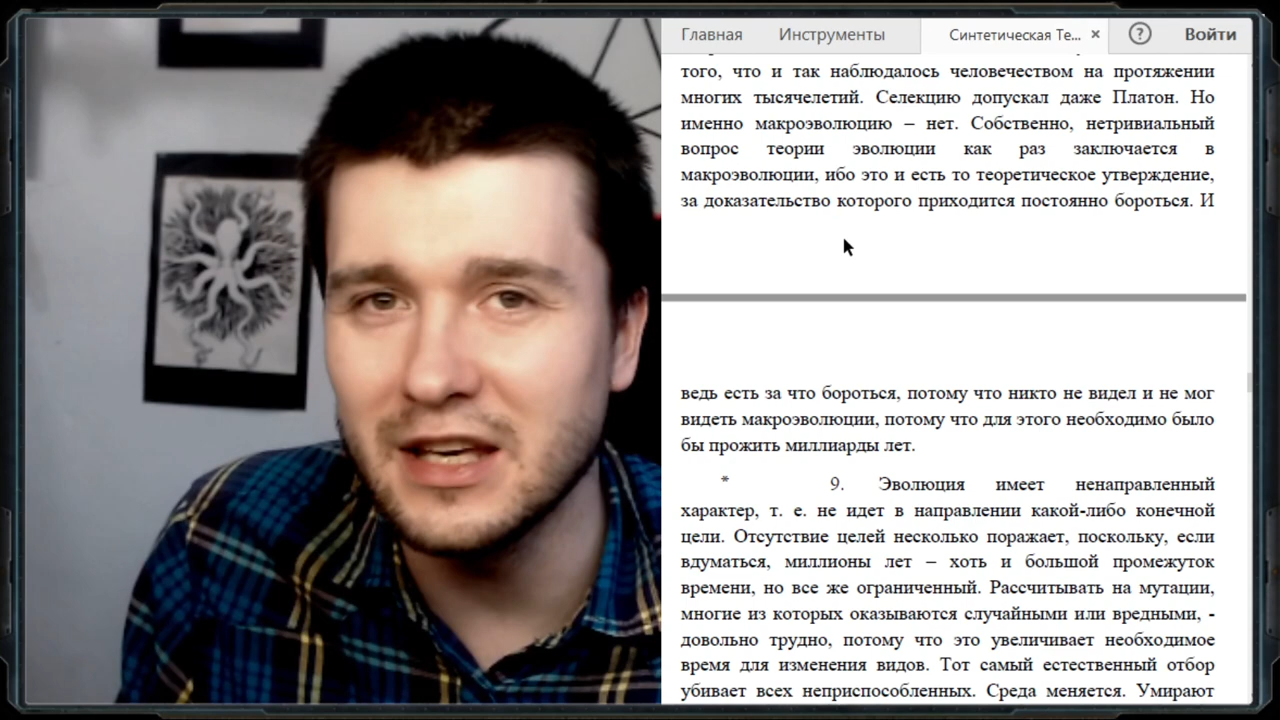 Главная Инструменты Синтетическая Те... × ? Войти
того, что и так наблюдалось человечеством на протяжении
многих тысячелетий. Селекцию допускал даже Платон. Но
именно макроэволюцию – нет. Собственно, нетривиальный
вопрос теории эволюции как раз заключается в
макроэволюции, ибо это и есть то теоретическое утверждение,
за доказательство которого приходится постоянно бороться. И
ведь есть за что бороться, потому что никто не видел и не мог
видеть макроэволюции, потому что для этого необходимо было
бы прожить миллиарды лет.
* 9. Эволюция имеет ненаправленный
характер, т. е. не идет в направлении какой-либо конечной
цели. Отсутствие целей несколько поражает, поскольку, если
вдуматься, миллионы лет – хоть и большой промежуток
времени, но все же ограниченный. Рассчитывать на мутации,
многие из которых оказываются случайными или вредными, -
довольно трудно, потому что это увеличивает необходимое
время для изменения видов. Тот самый естественный отбор
убивает всех неприспособленных. Среда меняется. Умирают